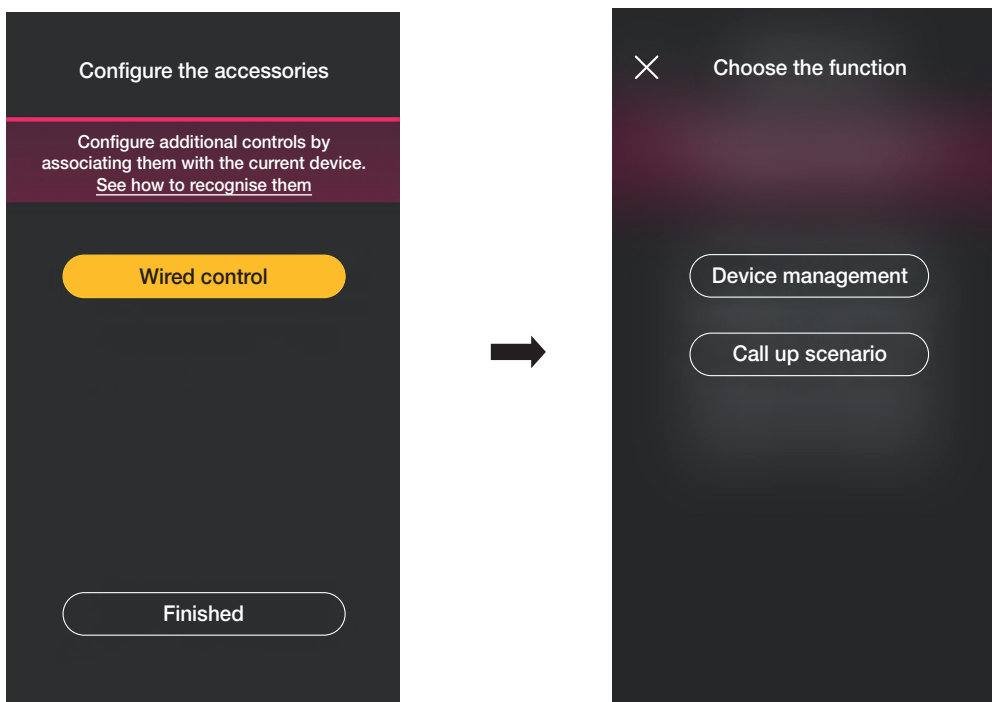 Configure the accessories
Configure additional controls by
associating them with the current device.
See how to recognise them
Wired control
Finished
Choose the function
Device management
Call up scenario